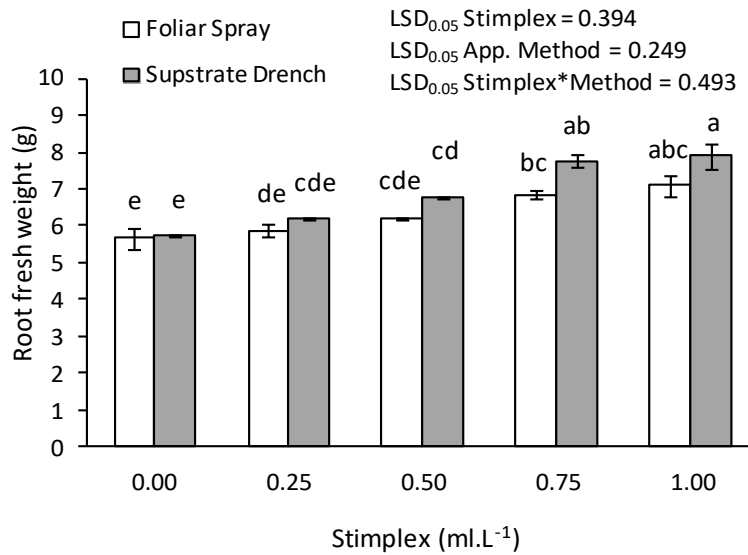 Foliar Spray
Supstrate Drench
LSD0.05 Stimplex = 0.394
LSD0.05 App. Method = 0.249
LSD0.05 Stimplex*Method = 0.493
Root fresh weight (g)
10
9
8
7
6
5
4
3
2
1
0
e e de cde cde cd bc ab abc a
0.00 0.25 0.50 0.75 1.00
Stimplex (ml.L-1)